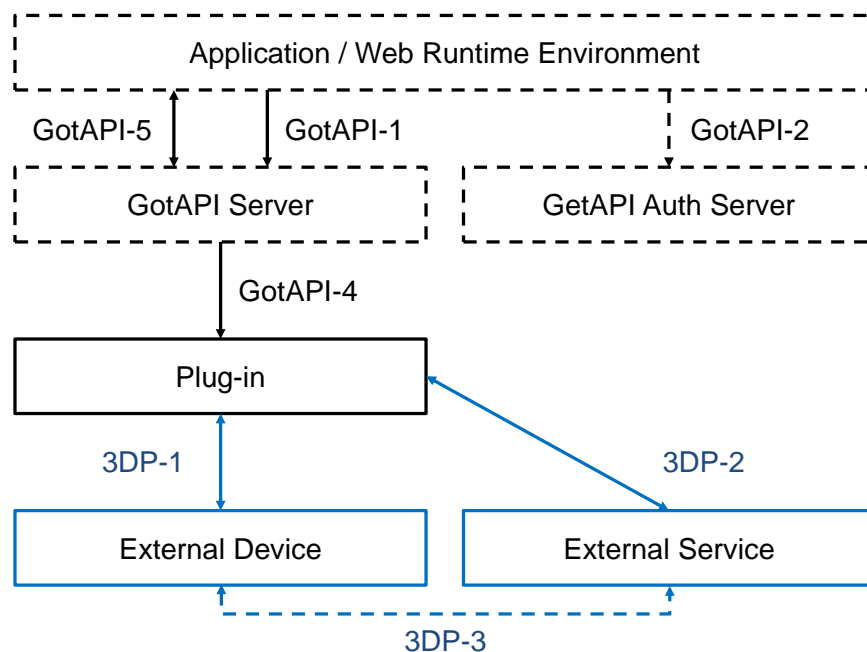 Application / Web Runtime Environment
GotAPI-5
GotAPI-1
GotAPI-2
GotAPI Server
GetAPI Auth Server
GotAPI-4
Plug-in
3DP-1
3DP-2
External Device
External Service
3DP-3